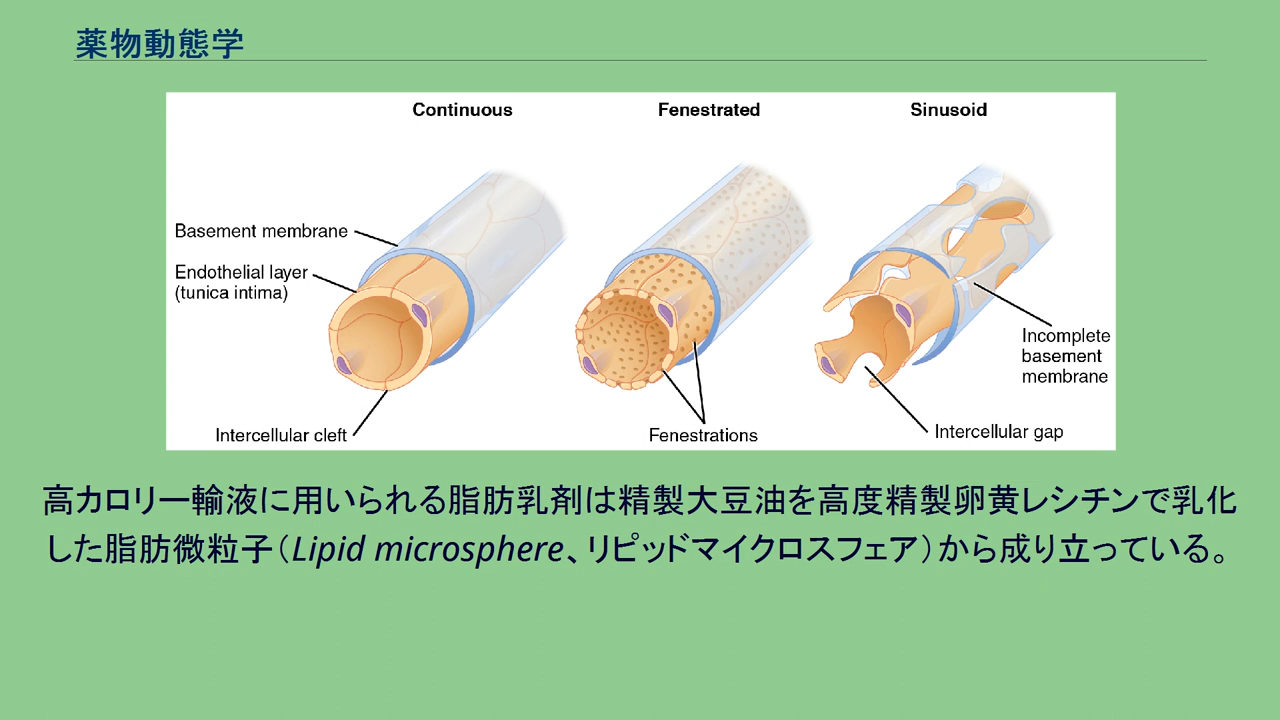 薬物動態学
Continuous
Fenestrated
Sinusoid
Basement membrane
Endothelial layer
(tunica intima)
Intercellular cleft
Fenestrations
Incomplete
basement
membrane
Intercellular gap
高カロリー輸液に用いられる脂肪乳剤は精製大豆油を高度精製卵黄レシチンで乳化
した脂肪微粒子（Lipid microsphere、リピッドマイクロスフェア）から成り立っている。